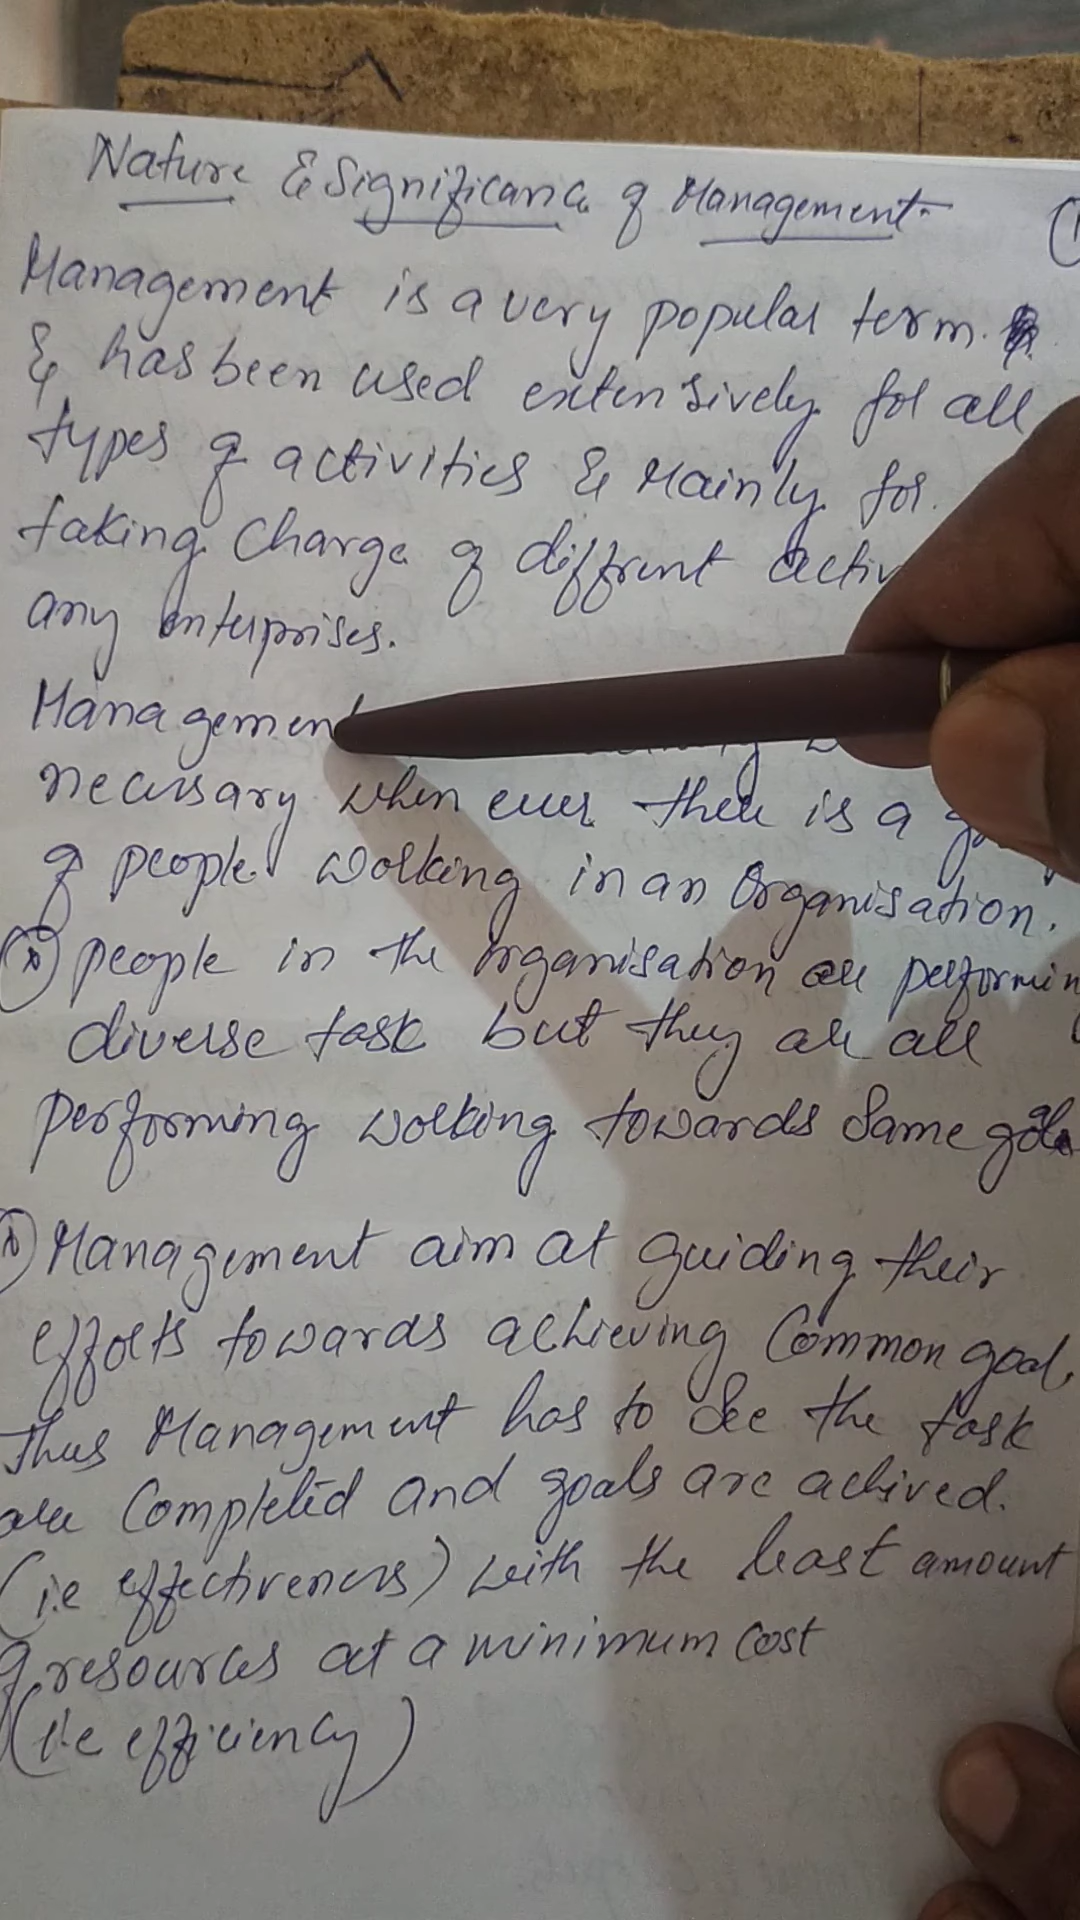 Nature & Significance of Management.
Management is a very popular term.
& has been used extensively for all
types of activities & Mainly for.
taking charge of diffrent activ
any enterprises.
Management
necessary when ever there is a
of people working in an organisation.
people in the organisation are performin
diverse task but they are all
performing working towards same goal
Management aim at guiding their
efforts towards achieving common goal,
thus Management has to see the task
are completed and goals are achived.
(i.e effectiveness) with the least amount
of resources at a minimum cost
(i.e efficiency)